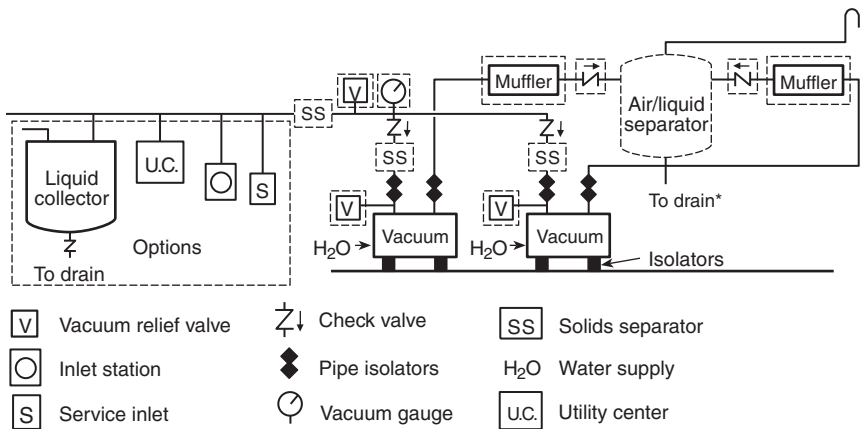 Muffler
Muffler
Air/liquid
separator
V
SS
Liquid
collector
U.C.
S
SS
SS
V
V
To drain*
Options
H₂O
Vacuum
H₂O
Vacuum
To drain
Isolators
V Vacuum relief valve
Check valve
SS Solids separator
Inlet station
Pipe isolators
H₂O Water supply
S Service inlet
Vacuum gauge
U.C. Utility center